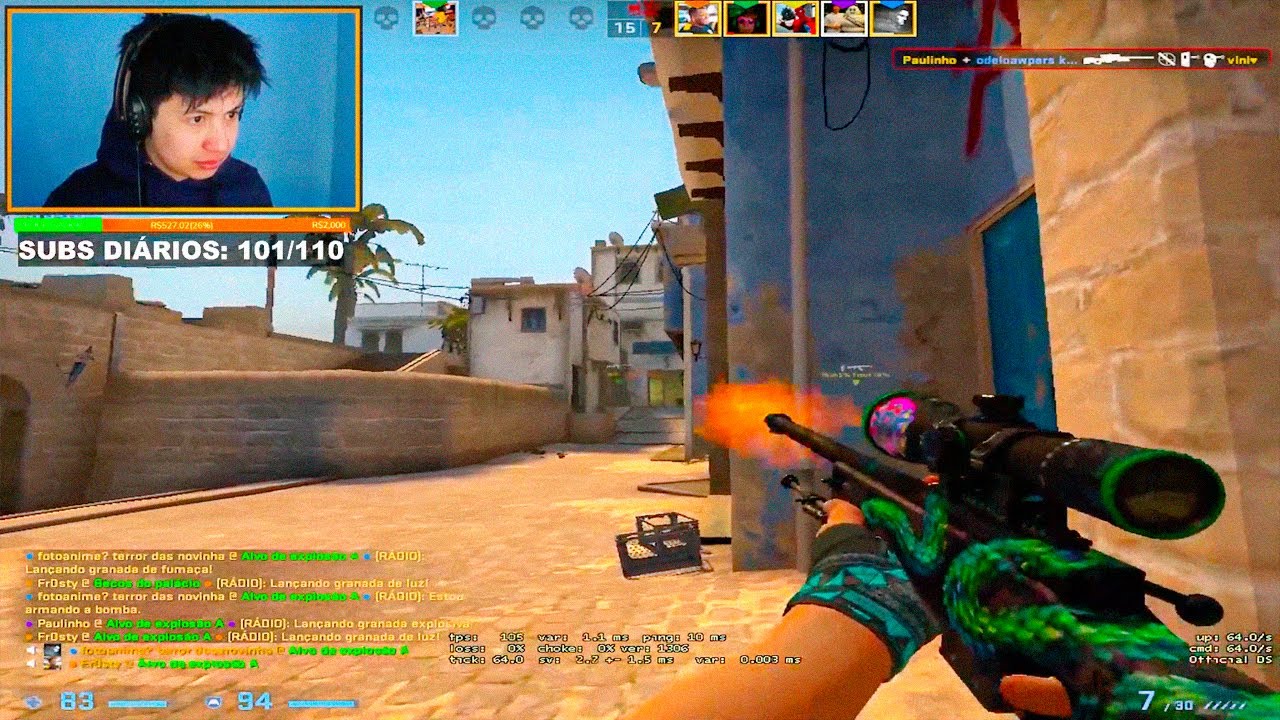 15 7
Paulinho + odeioawpers k... vini♥
R$527.02(26%) R$2,000
SUBS DIÁRIOS: 101/110
fotoanime? terror das novinha @ Alvo de explosão A ● (RÁDIO):
Lançando granada de fumaça!
Fr0sty @ Becos do palácio ● (RÁDIO): Lançando granada de luz!
fotoanime? terror das novinha @ Alvo de explosão A ● (RÁDIO): Estou
armando a bomba.
Paulinho @ Alvo de explosão A ● (RÁDIO): Lançando granada explosiva!
Fr0sty @ Alvo de explosão A ● (RÁDIO): Lançando granada de luz!
fotoanime? terror das novinha @ Alvo de explosão A
Fr0sty @ Alvo de explosão A
fps: 105 var: 1.1 ms ping: 10 ms
loss: 0% choke: 0% ver: 1306
tick: 64.0 sv: 2.7 +- 1.5 ms var: 0.003 ms
up: 64.0/s
cmd: 64.0/s
Official DS
83 94
7 / 30